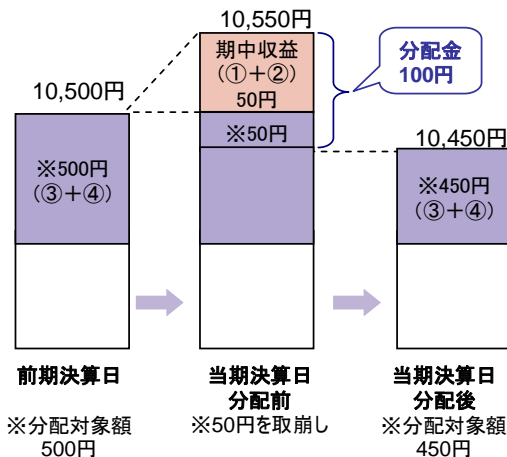 10,550円
期中収益
(①+②)
50円
分配金
100円
10,500円
※50円
※500円
(③+④)
10,450円
※450円
(③+④)
前期決算日
※分配対象額
500円
当期決算日
分配前
※50円を取崩し
当期決算日
分配後
※分配対象額
450円